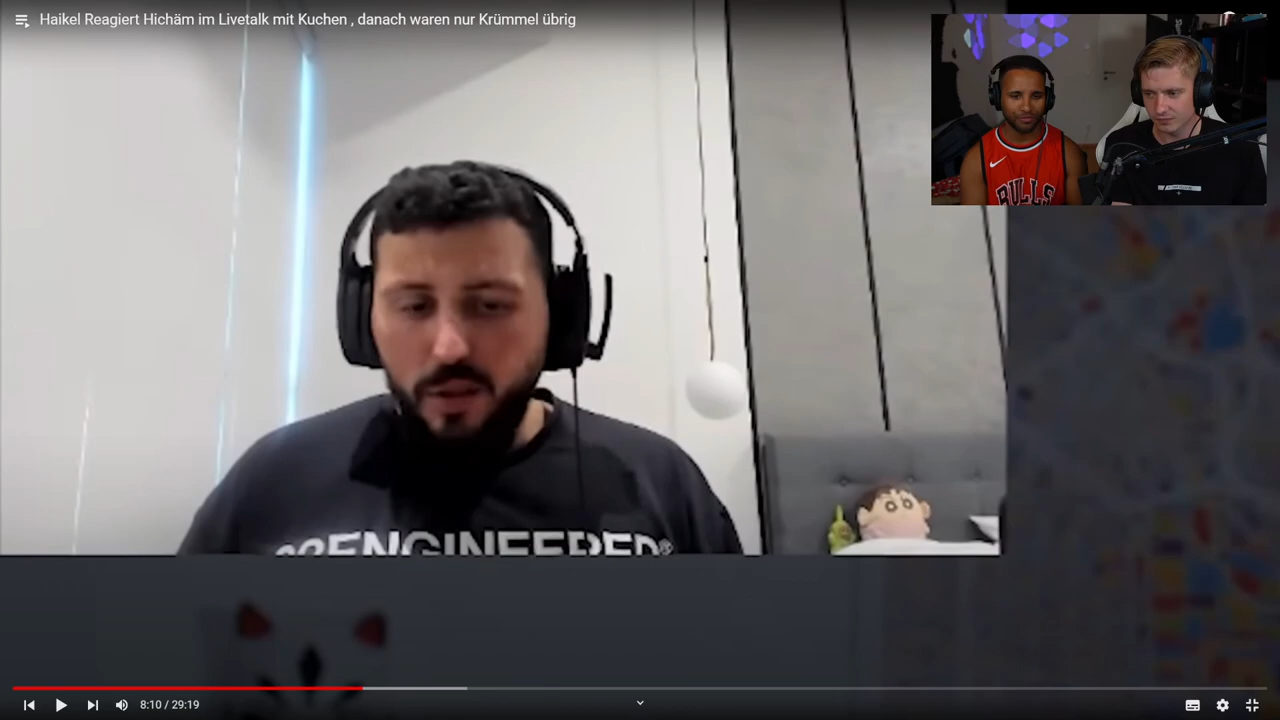 Haikel Reagiert Hichäm im Livetalk mit Kuchen , danach waren nur Krümmel übrig
BULLS
ENGINEERED®
8:10 / 29:19